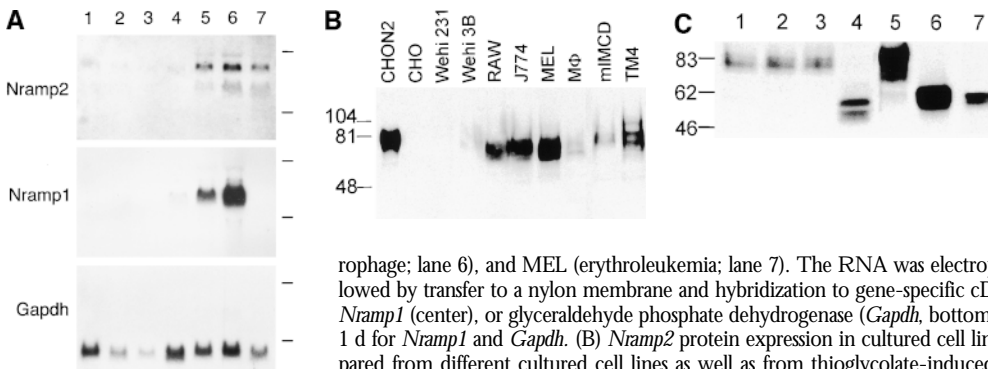 A
1 2 3 4 5 6 7
Nramp2
Nramp1
Gapdh
B
CHON2
CHO
Wehi 231
Wehi 3B
RAW
J774
MEL
MΦ
mIMCD
TM4
104
81
48
C
1 2 3 4 5 6 7
83
62
46
rophage; lane 6), and MEL (erythroleukemia; lane 7). The RNA was electrop
lowed by transfer to a nylon membrane and hybridization to gene-specific cD
Nramp1 (center), or glyceraldehyde phosphate dehydrogenase (Gapdh, bottom
1 d for Nramp1 and Gapdh. (B) Nramp2 protein expression in cultured cell lin
pared from different cultured cell lines as well as from thioglycolate-induced